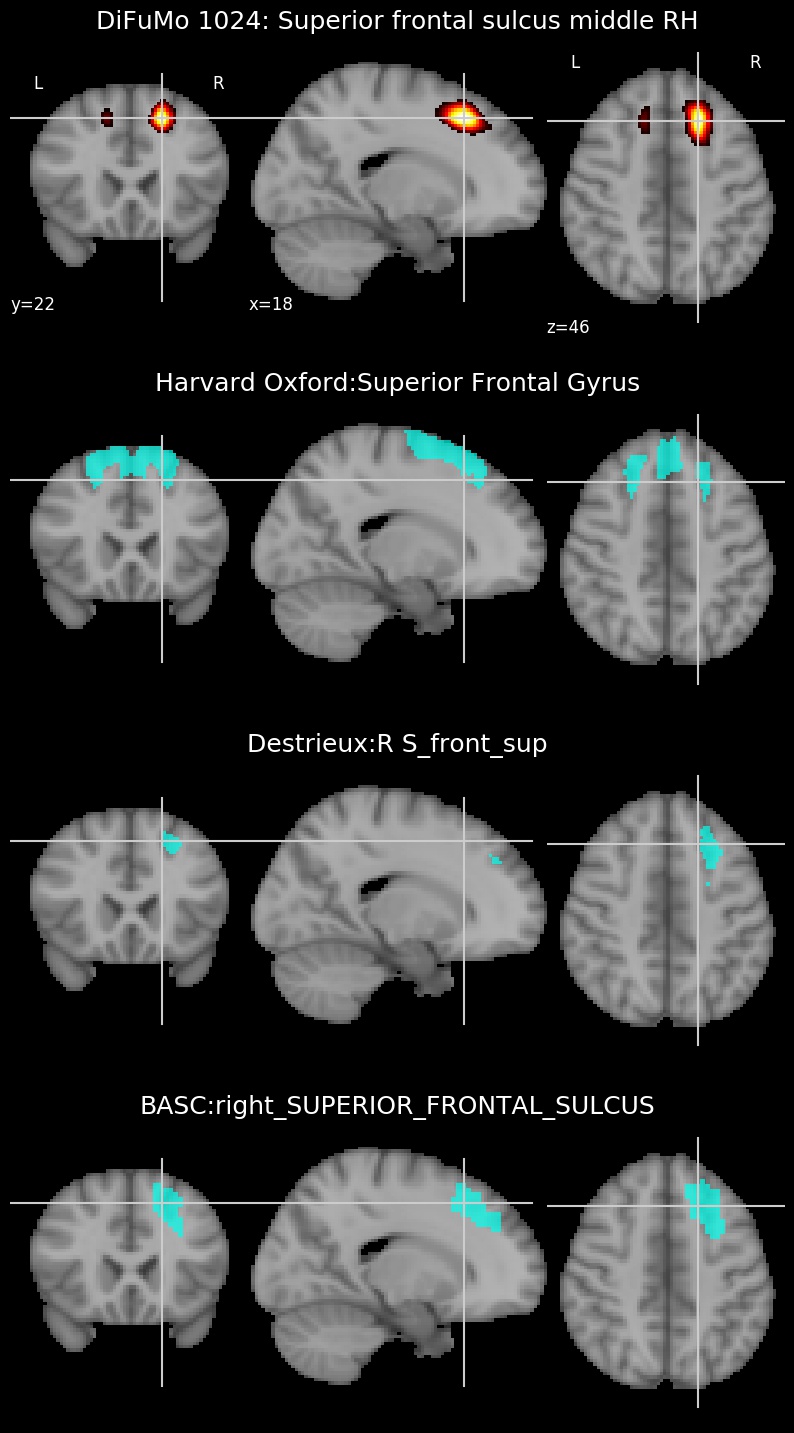 DiFuMo 1024: Superior frontal sulcus middle RH
L R L R
y=22 x=18 z=46
Harvard Oxford:Superior Frontal Gyrus
Destrieux:R S_front_sup
BASC:right_SUPERIOR_FRONTAL_SULCUS